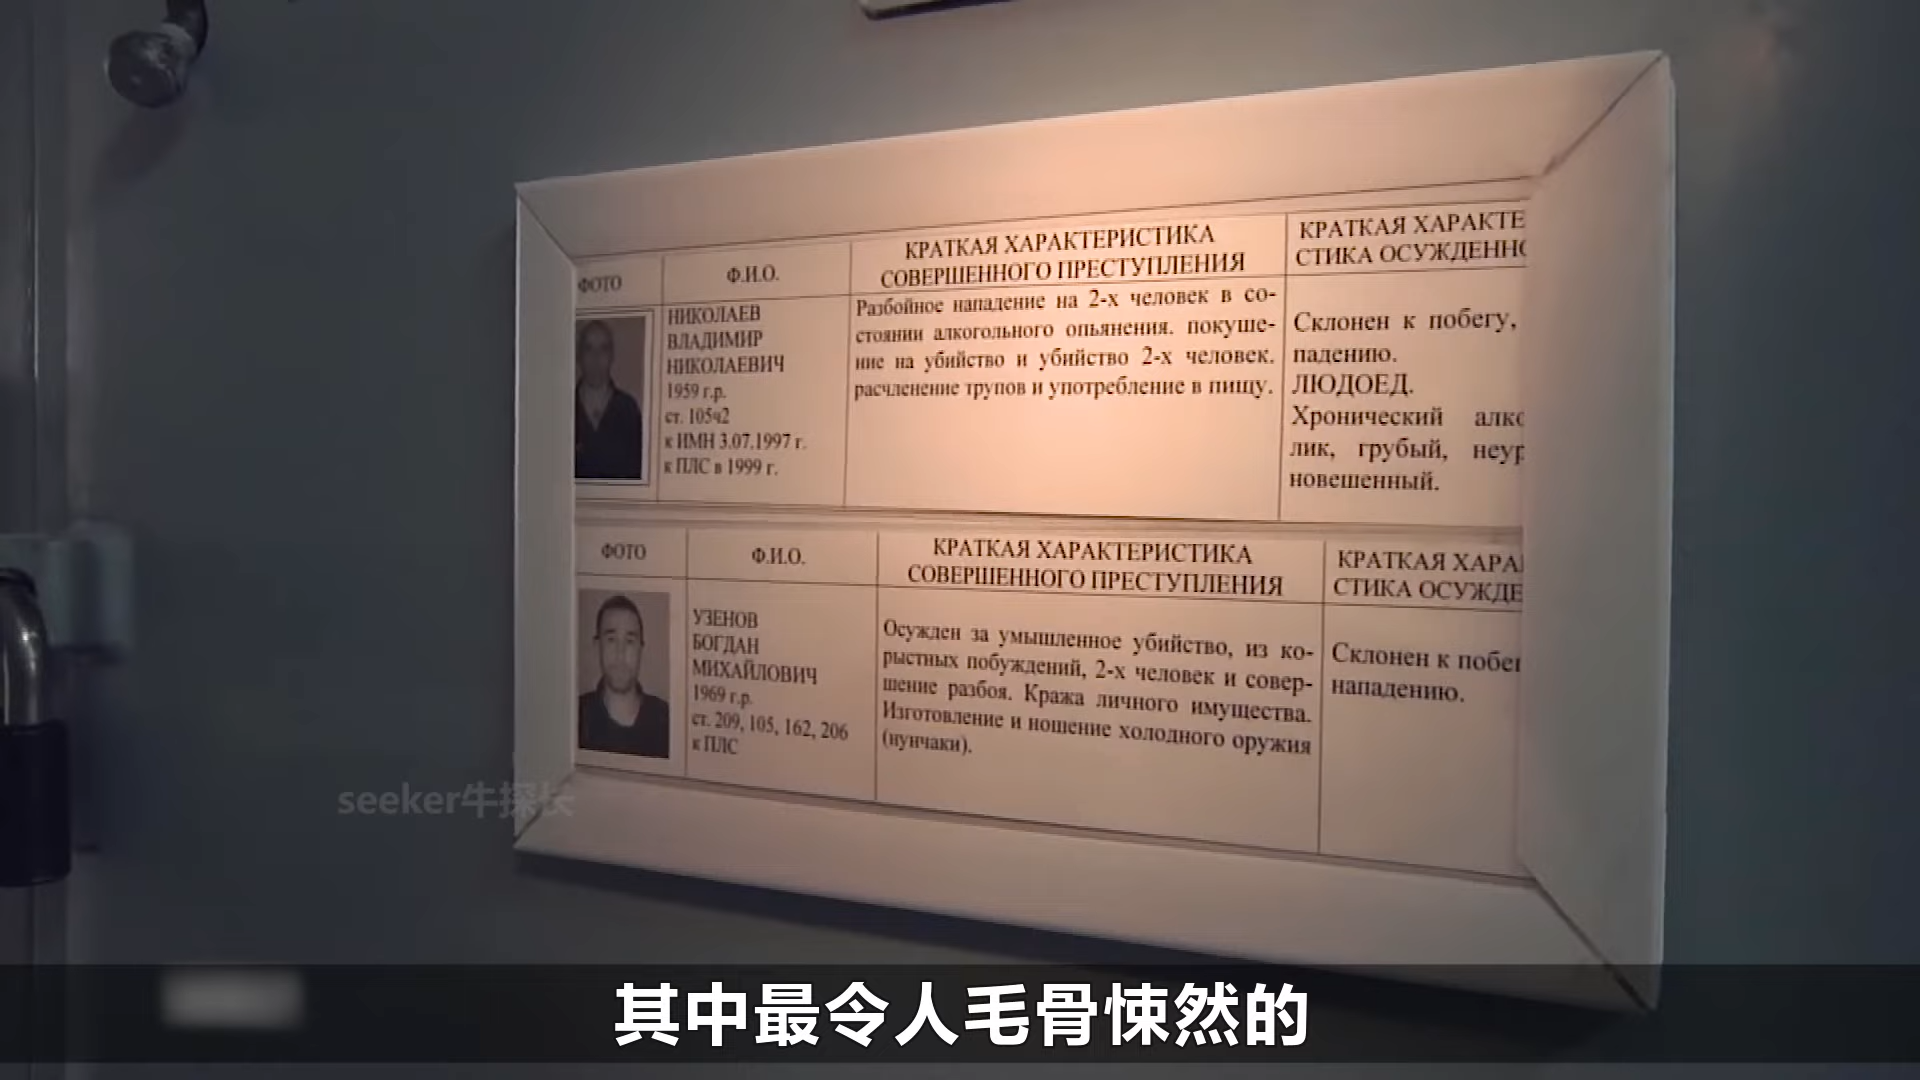 ФОТО
Ф.И.О.
КРАТКАЯ ХАРАКТЕРИСТИКА
СОВЕРШЕННОГО ПРЕСТУПЛЕНИЯ
КРАТКАЯ ХАРАКТЕ
СТИКА ОСУЖДЕННО
НИКОЛАЕВ
ВЛАДИМИР
НИКОЛАЕВИЧ
1959 г.р.
ст. 105ч2
к ИМН 3.07.1997 г.
к ПЛС в 1999 г.
Разбойное нападение на 2-х человек в со-
стоянии алкогольного опьянения. покуше-
ние на убийство и убийство 2-х человек.
расчленение трупов и употребление в пищу.
Склонен к побегу,
падению.
ЛЮДОЕД.
Хронический алко
лик, грубый, неур
новешенный.
ФОТО
Ф.И.О.
КРАТКАЯ ХАРАКТЕРИСТИКА
СОВЕРШЕННОГО ПРЕСТУПЛЕНИЯ
КРАТКАЯ ХАРА
СТИКА ОСУЖДЕ
УЗЕНОВ
БОГДАН
МИХАЙЛОВИЧ
1969 г.р.
ст. 209, 105, 162, 206
к ПЛС
Осужден за умышленное убийство, из ко-
рыстных побуждений, 2-х человек и совер-
шение разбоя. Кража личного имущества.
Изготовление и ношение холодного оружия
(нунчаки).
Склонен к побег
нападению.
seeker牛探长
其中最令人毛骨悚然的